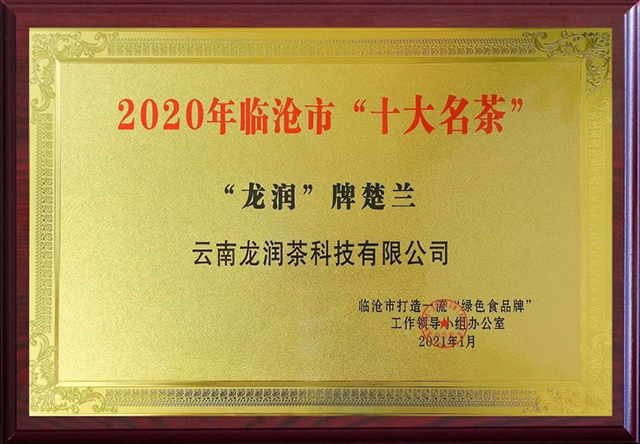 2020年临沧市“十大名茶”
“龙润”牌楚兰
云南龙润茶科技有限公司
临沧市打造一流“绿色食品牌”
工作领导小组办公室
2021年1月